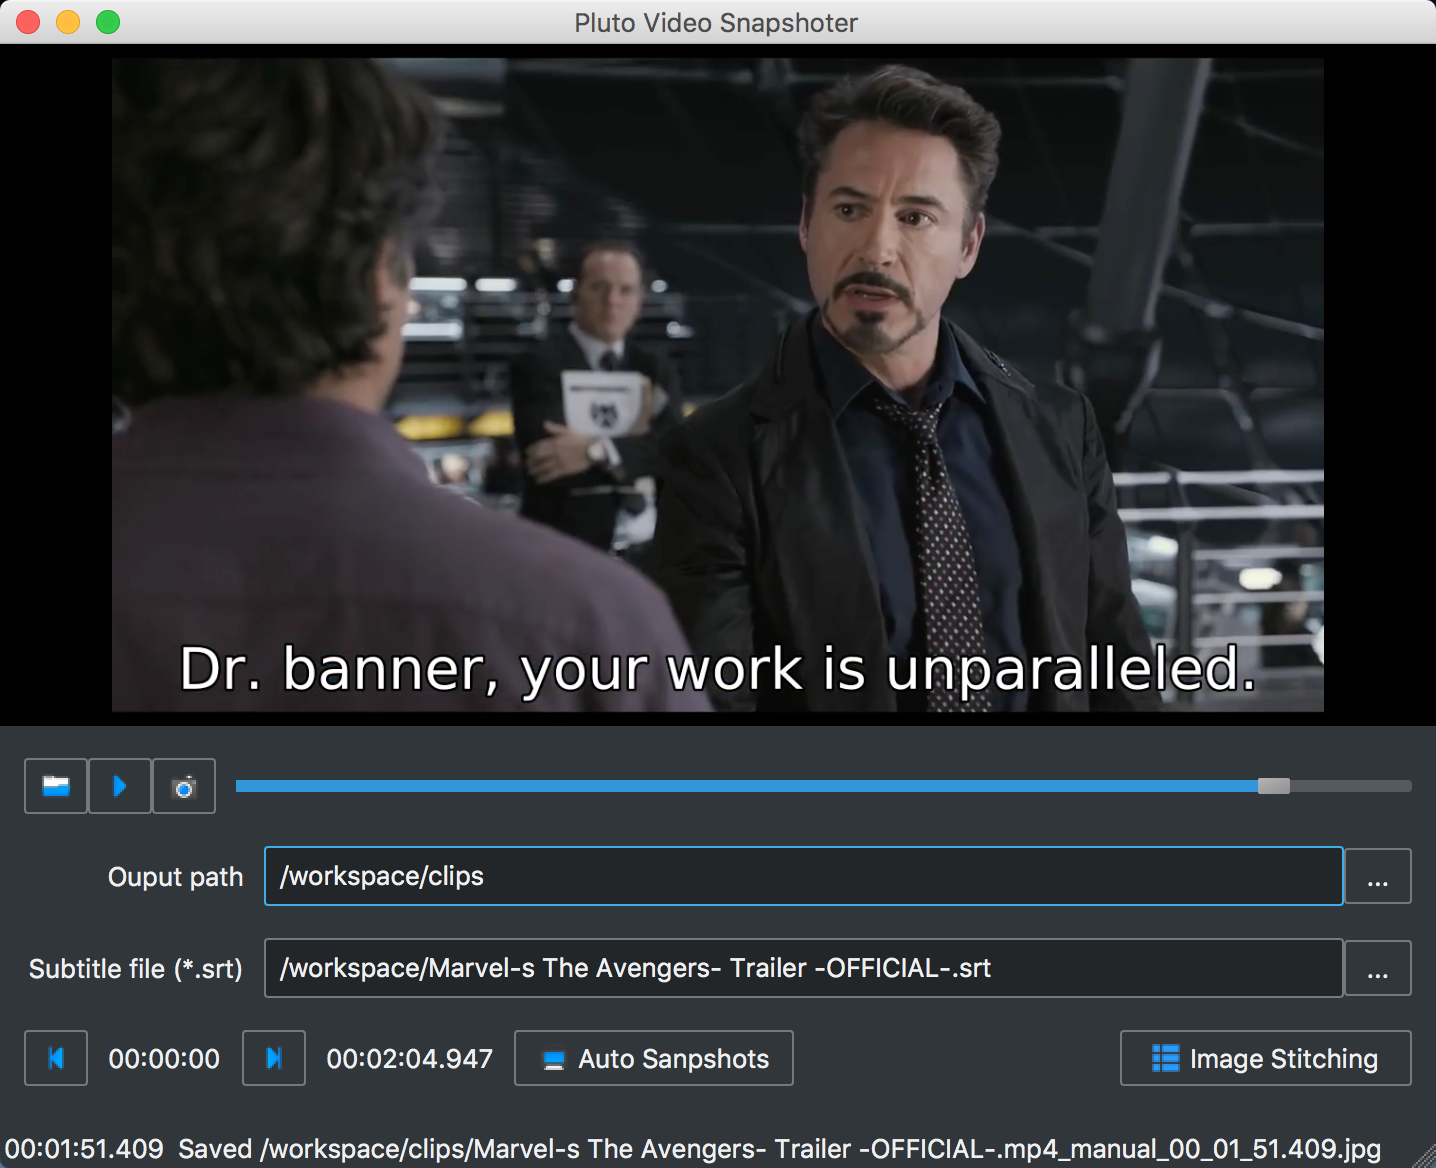 Pluto Video Snapshoter
Dr. banner, your work is unparalleled.
Ouput path
/workspace/clips
...
Subtitle file (*.srt)
/workspace/Marvel-s The Avengers- Trailer -OFFICIAL-.srt
...
00:00:00
00:02:04.947
Auto Sanpshots
Image Stitching
00:01:51.409 Saved /workspace/clips/Marvel-s The Avengers- Trailer -OFFICIAL-.mp4_manual_00_01_51.409.jpg